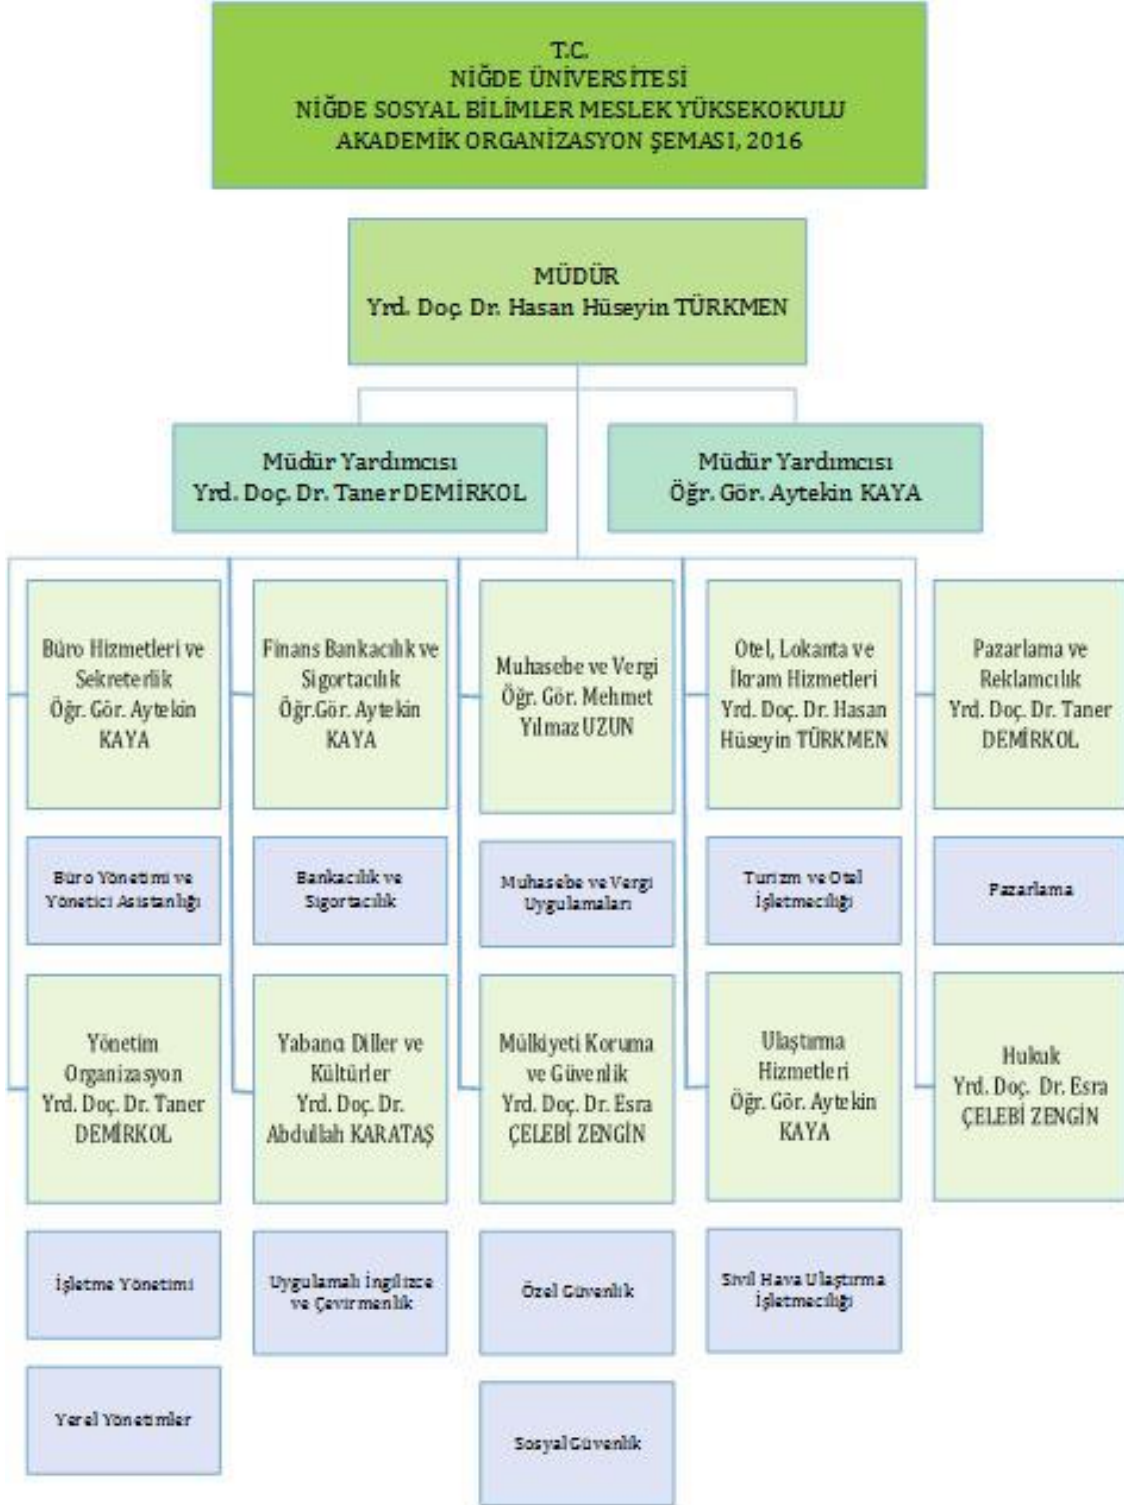 T.C.
NİĞDE ÜNİVERSİTESİ
NİĞDE SOSYAL BİLİMLER MESLEK YÜKSEKOKULU
AKADEMİK ORGANİZASYON ŞEMASI, 2016
MÜDÜR
Yrd. Doç. Dr. Hasan Hüseyin TÜRKMEN
Müdür Yardımcısı
Yrd. Doç. Dr. Taner DEMİRKOL
Müdür Yardımcısı
Öğr. Gör. Aytekin KAYA
Büro Hizmetleri ve
Sekreterlik
Öğr. Gör. Aytekin
KAYA
Finans Bankacılık ve
Sigortacılık
Öğr.Gör. Aytekin
KAYA
Muhasebe ve Vergi
Öğr. Gör. Mehmet
Yılmaz UZUN
Otel, Lokanta ve
İkram Hizmetleri
Yrd. Doç. Dr. Hasan
Hüseyin TÜRKMEN
Pazarlama ve
Reklamcılık
Yrd. Doç. Dr. Taner
DEMİRKOL
Büro Yönetimi ve
Yönetici Asistanlığı
Bankacılık ve
Sigortacılık
Muhasebe ve Vergi
Uygulamaları
Turizm ve Otel
İşletmeciliği
Pazarlama
Yönetim
Organizasyon
Yrd. Doç. Dr. Taner
DEMİRKOL
Yabancı Diller ve
Kültürler
Yrd. Doç. Dr.
Abdullah KARATAŞ
Mülkiyeti Koruma
ve Güvenlik
Yrd. Doç. Dr. Esra
ÇELEBİ ZENGİN
Ulaştırma
Hizmetleri
Öğr. Gör. Aytekin
KAYA
Hukuk
Yrd. Doç. Dr. Esra
ÇELEBİ ZENGİN
İşletme Yönetimi
Uygulamalı İngilizce
ve Çevirmenlik
Özel Güvenlik
Sivil Hava Ulaştırma
İşletmeciliği
Yerel Yönetimler
Sosyal Güvenlik